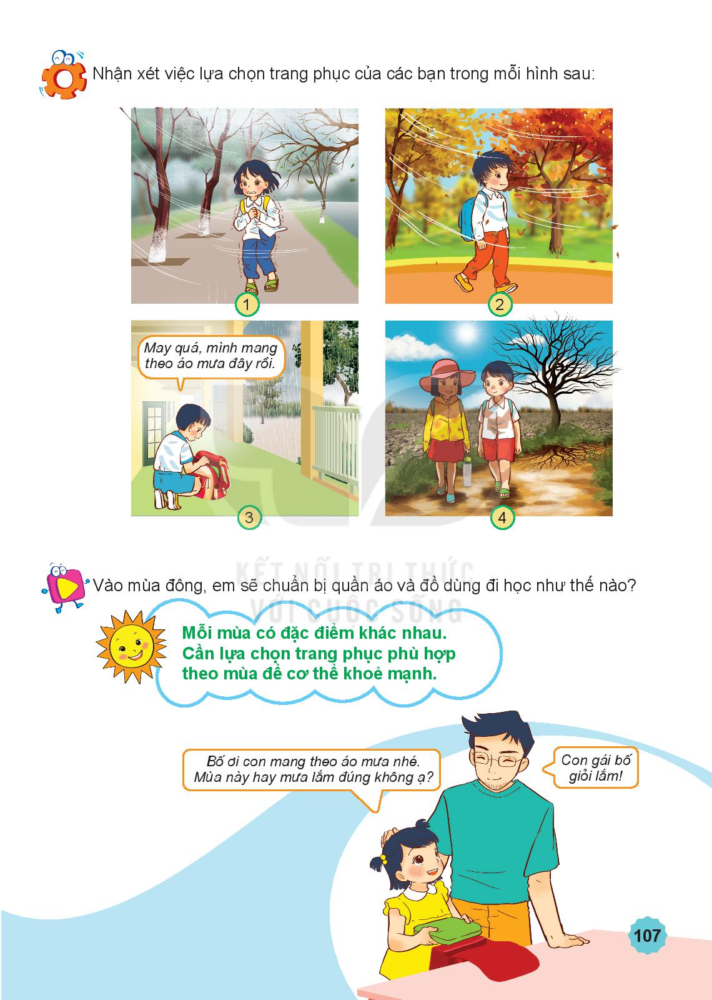 Nhận xét việc lựa chọn trang phục của các bạn trong mỗi hình sau:
1
2
May quá, mình mang
theo áo mưa đây rồi.
3
4
KẾT NỐI TRI THỨC
VỚI CUỘC SỐNG
Vào mùa đông, em sẽ chuẩn bị quần áo và đồ dùng đi học như thế nào?
Mỗi mùa có đặc điểm khác nhau.
Cần lựa chọn trang phục phù hợp
theo mùa để cơ thể khoẻ mạnh.
Bố ơi con mang theo áo mưa nhé.
Mùa này hay mưa lắm đúng không ạ?
Con gái bố
giỏi lắm!
107